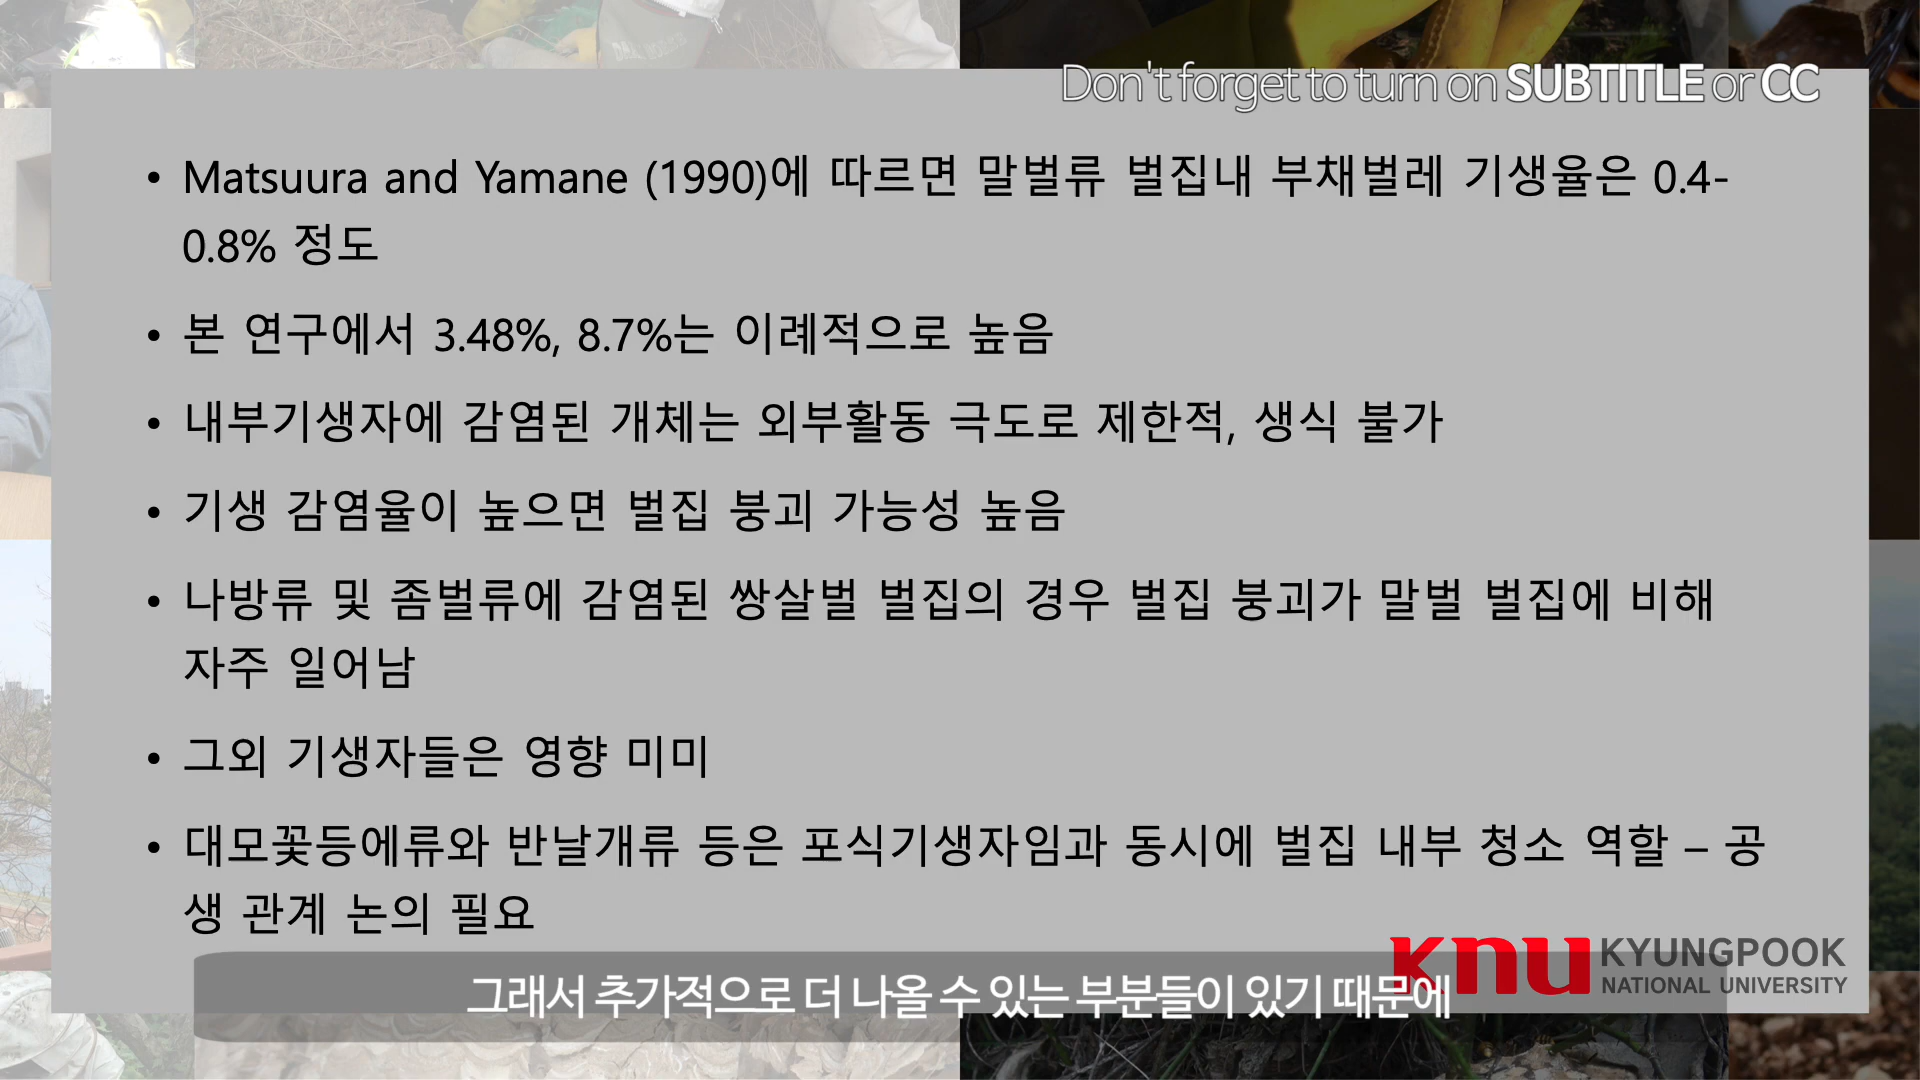 Don't forget to turn on SUBTITLE or CC
• Matsuura and Yamane (1990)에 따르면 말벌류 벌집내 부채벌레 기생율은 0.4-
0.8% 정도
• 본 연구에서 3.48%, 8.7%는 이례적으로 높음
• 내부기생자에 감염된 개체는 외부활동 극도로 제한적, 생식 불가
• 기생 감염율이 높으면 벌집 붕괴 가능성 높음
• 나방류 및 좀벌류에 감염된 쌍살벌 벌집의 경우 벌집 붕괴가 말벌 벌집에 비해
자주 일어남
• 그외 기생자들은 영향 미미
• 대모꽃등에류와 반날개류 등은 포식기생자임과 동시에 벌집 내부 청소 역할 – 공
생 관계 논의 필요
knu KYUNGPOOK
NATIONAL UNIVERSITY
그래서 추가적으로 더 나올 수 있는 부분들이 있기 때문에